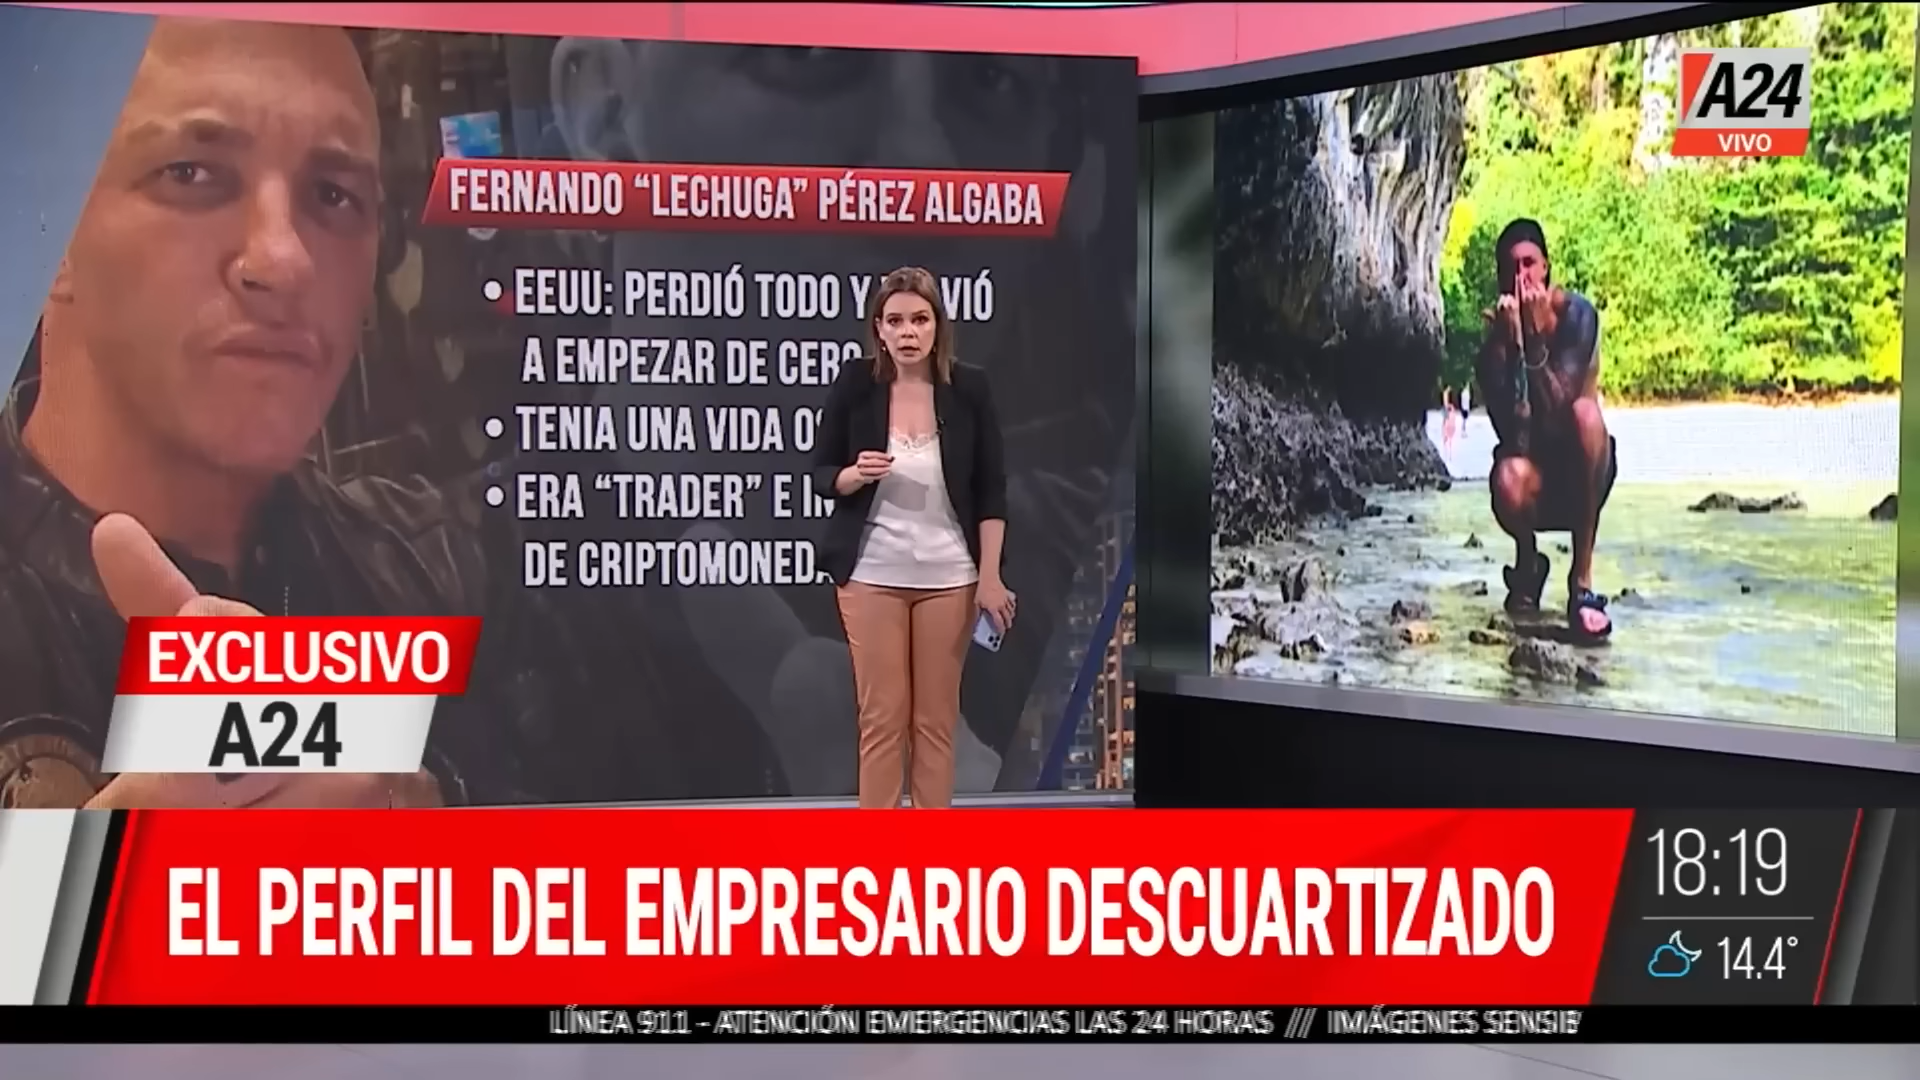 A24
VIVO
FERNANDO “LECHUGA” PÉREZ ALGABA
• EEUU: PERDIÓ TODO Y
A EMPEZAR DE
• TENIA UNA VIDA
• ERA “TRADER” E
DE
EXCLUSIVO
A24
EL PERFIL DEL EMPRESARIO DESCUARTIZADO
18:19
14.4°
LÍNEA 911 - ATENCIÓN EMERGENCIAS LAS 24 HORAS /// IMÁGENES